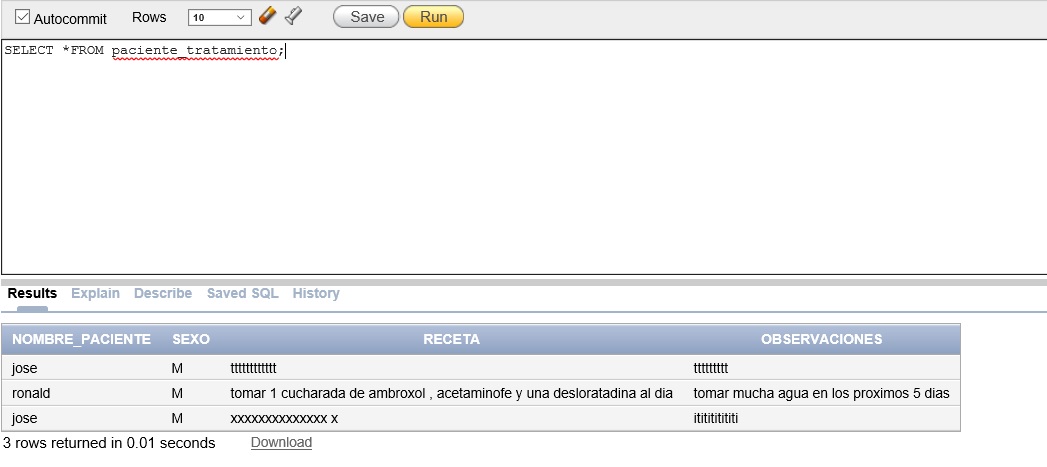 Autocommit Rows 10 Save Run
SELECT *FROM paciente_tratamiento;
Results Explain Describe Saved SQL History
NOMBRE_PACIENTE SEXO RECETA OBSERVACIONES
jose M tttttttttttt ttttttttt
ronald M tomar 1 cucharada de ambroxol , acetaminofe y una desloratadina al dia tomar mucha agua en los proximos 5 dias
jose M xxxxxxxxxxxxxx x itititititititi
3 rows returned in 0.01 seconds Download